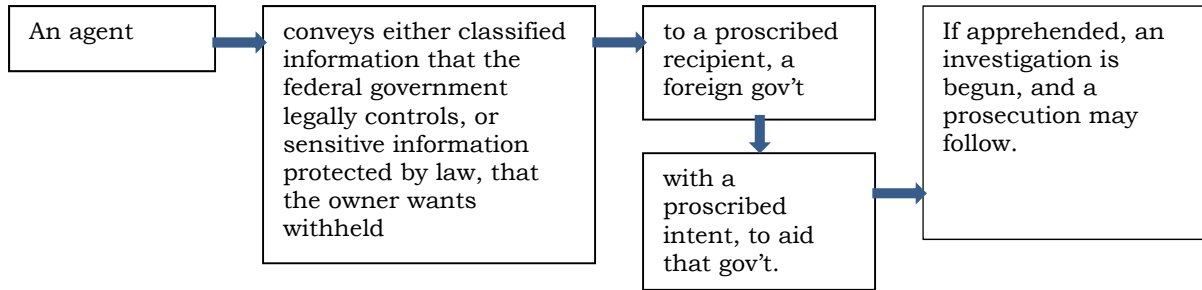 An agent
conveys either classified
information that the
federal government
legally controls, or
sensitive information
protected by law, that
the owner wants
withheld
to a proscribed
recipient, a
foreign gov't
with a
proscribed
intent, to aid
that gov't.
If apprehended, an
investigation is
begun, and a
prosecution may
follow.